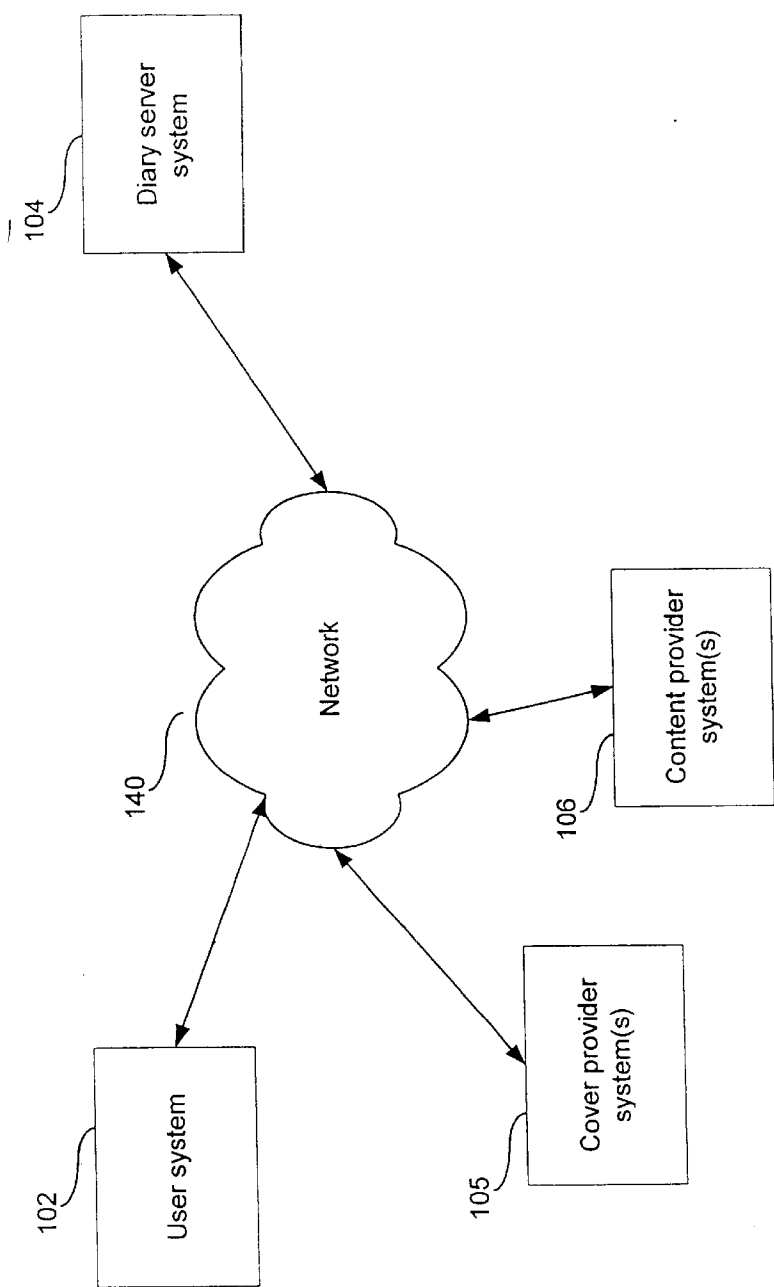 102
User system
104
Diary server
system
140
Network
105
Cover provider
system(s)
106
Content provider
system(s)